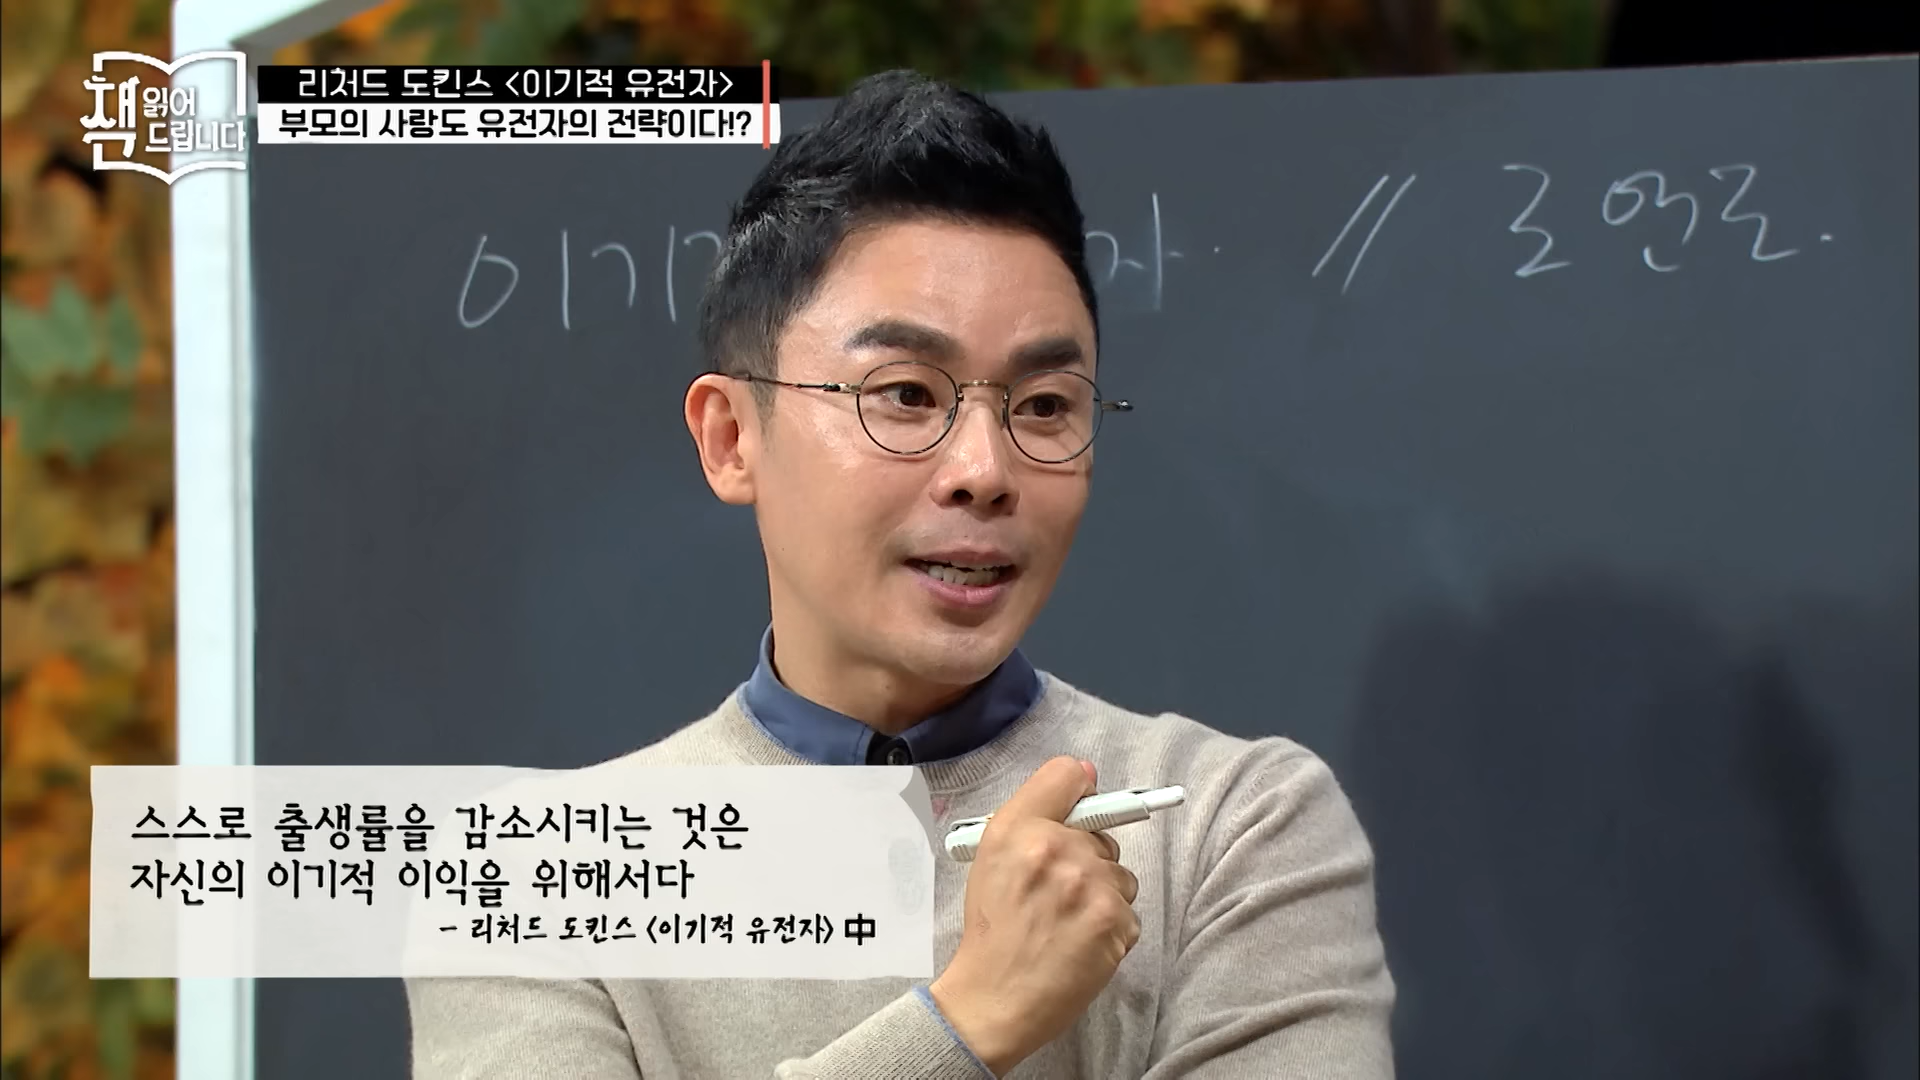 책 읽어 드립니다
리처드 도킨스 <이기적 유전자>
부모의 사랑도 유전자의 전략이다!?
이기
자. // 로언로.
스스로 출생률을 감소시키는 것은
자신의 이기적 이익을 위해서다
- 리처드 도킨스 <이기적 유전자> 中